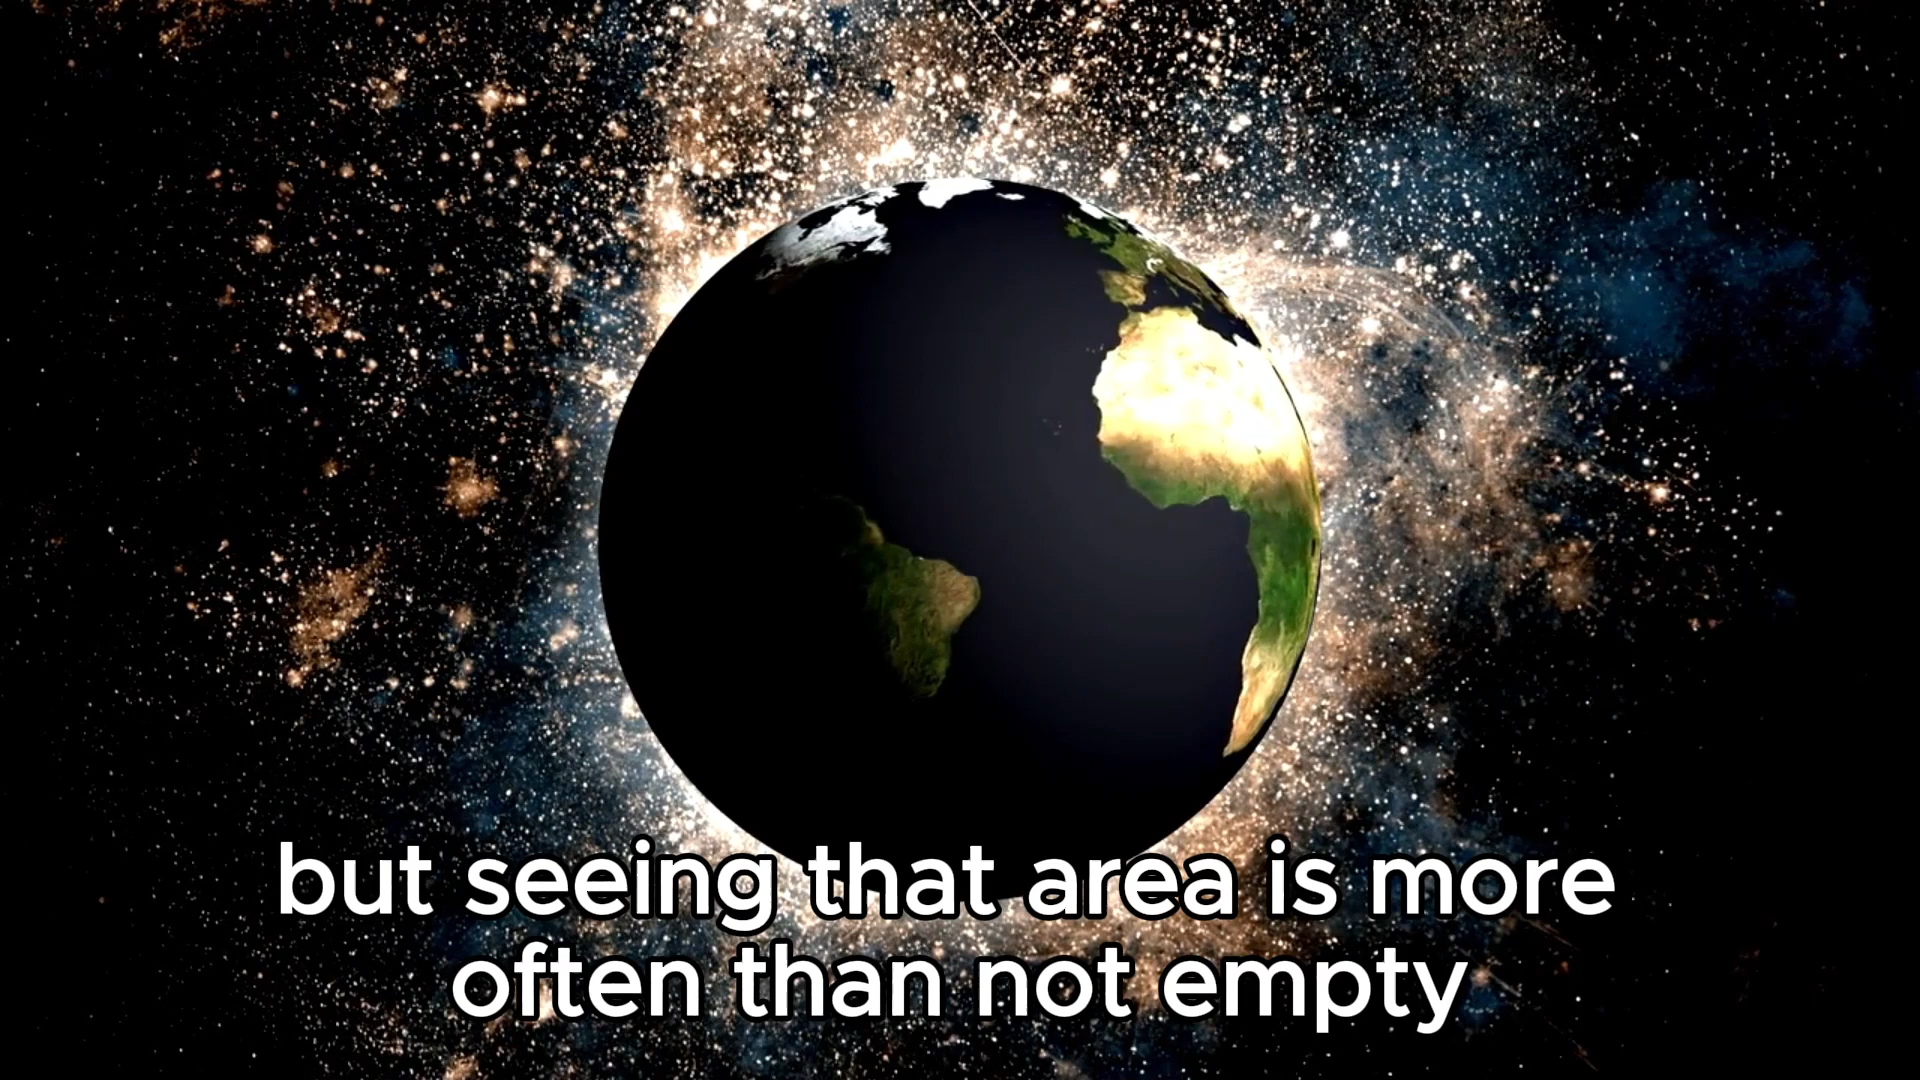 but seeing that area is more
often than not empty